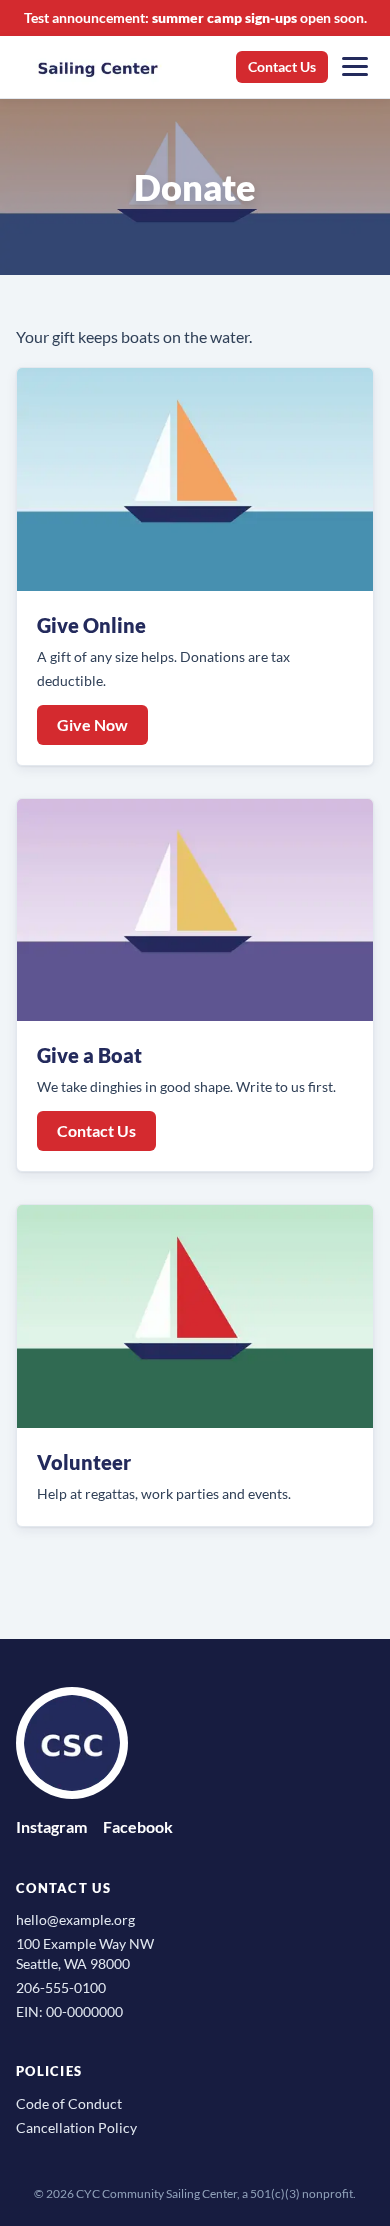 Test announcement: summer camp sign-ups open soon.
Sailing Center
Contact Us
Donate
Your gift keeps boats on the water.
Give Online
A gift of any size helps. Donations are tax
deductible.
Give Now
Give a Boat
We take dinghies in good shape. Write to us first.
Contact Us
Volunteer
Help at regattas, work parties and events.
CSC
Instagram Facebook
CONTACT US
hello@example.org
100 Example Way NW
Seattle, WA 98000
206-555-0100
EIN: 00-0000000
POLICIES
Code of Conduct
Cancellation Policy
© 2026 CYC Community Sailing Center, a 501(c)(3) nonprofit.